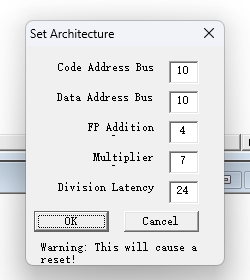 Set Architecture
Code Address Bus 10
Data Address Bus 10
FP Addition 4
Multiplier 7
Division Latency 24
OK Cancel
Warning: This will cause a
reset!